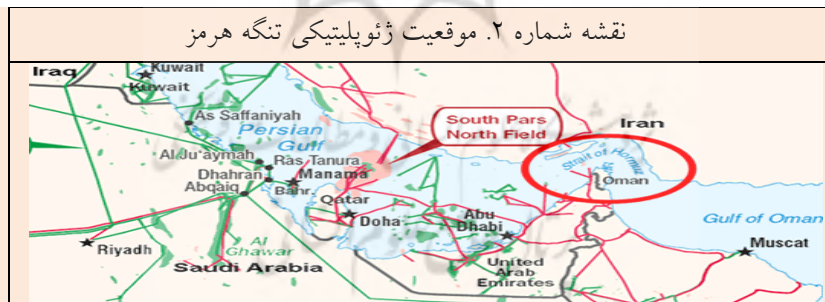 نقشه شماره ۲. موقعیت ژئوپلیتیکی تنگه هرمز
Iraq
Kuwait
Kuwait
As Saffaniyah
Persian
Gulf
South Pars
North Field
Iran
Strait of Hormuz
Al Ju'aymah
Ras Tanura
Dhahran
Manama
Abqaiq
Bahr.
Oman
Qatar
Doha
Abu
Dhabi
Gulf of Oman
Riyadh
Al
Ghawar
Muscat
Saudi Arabia
United
Arab
Emirates